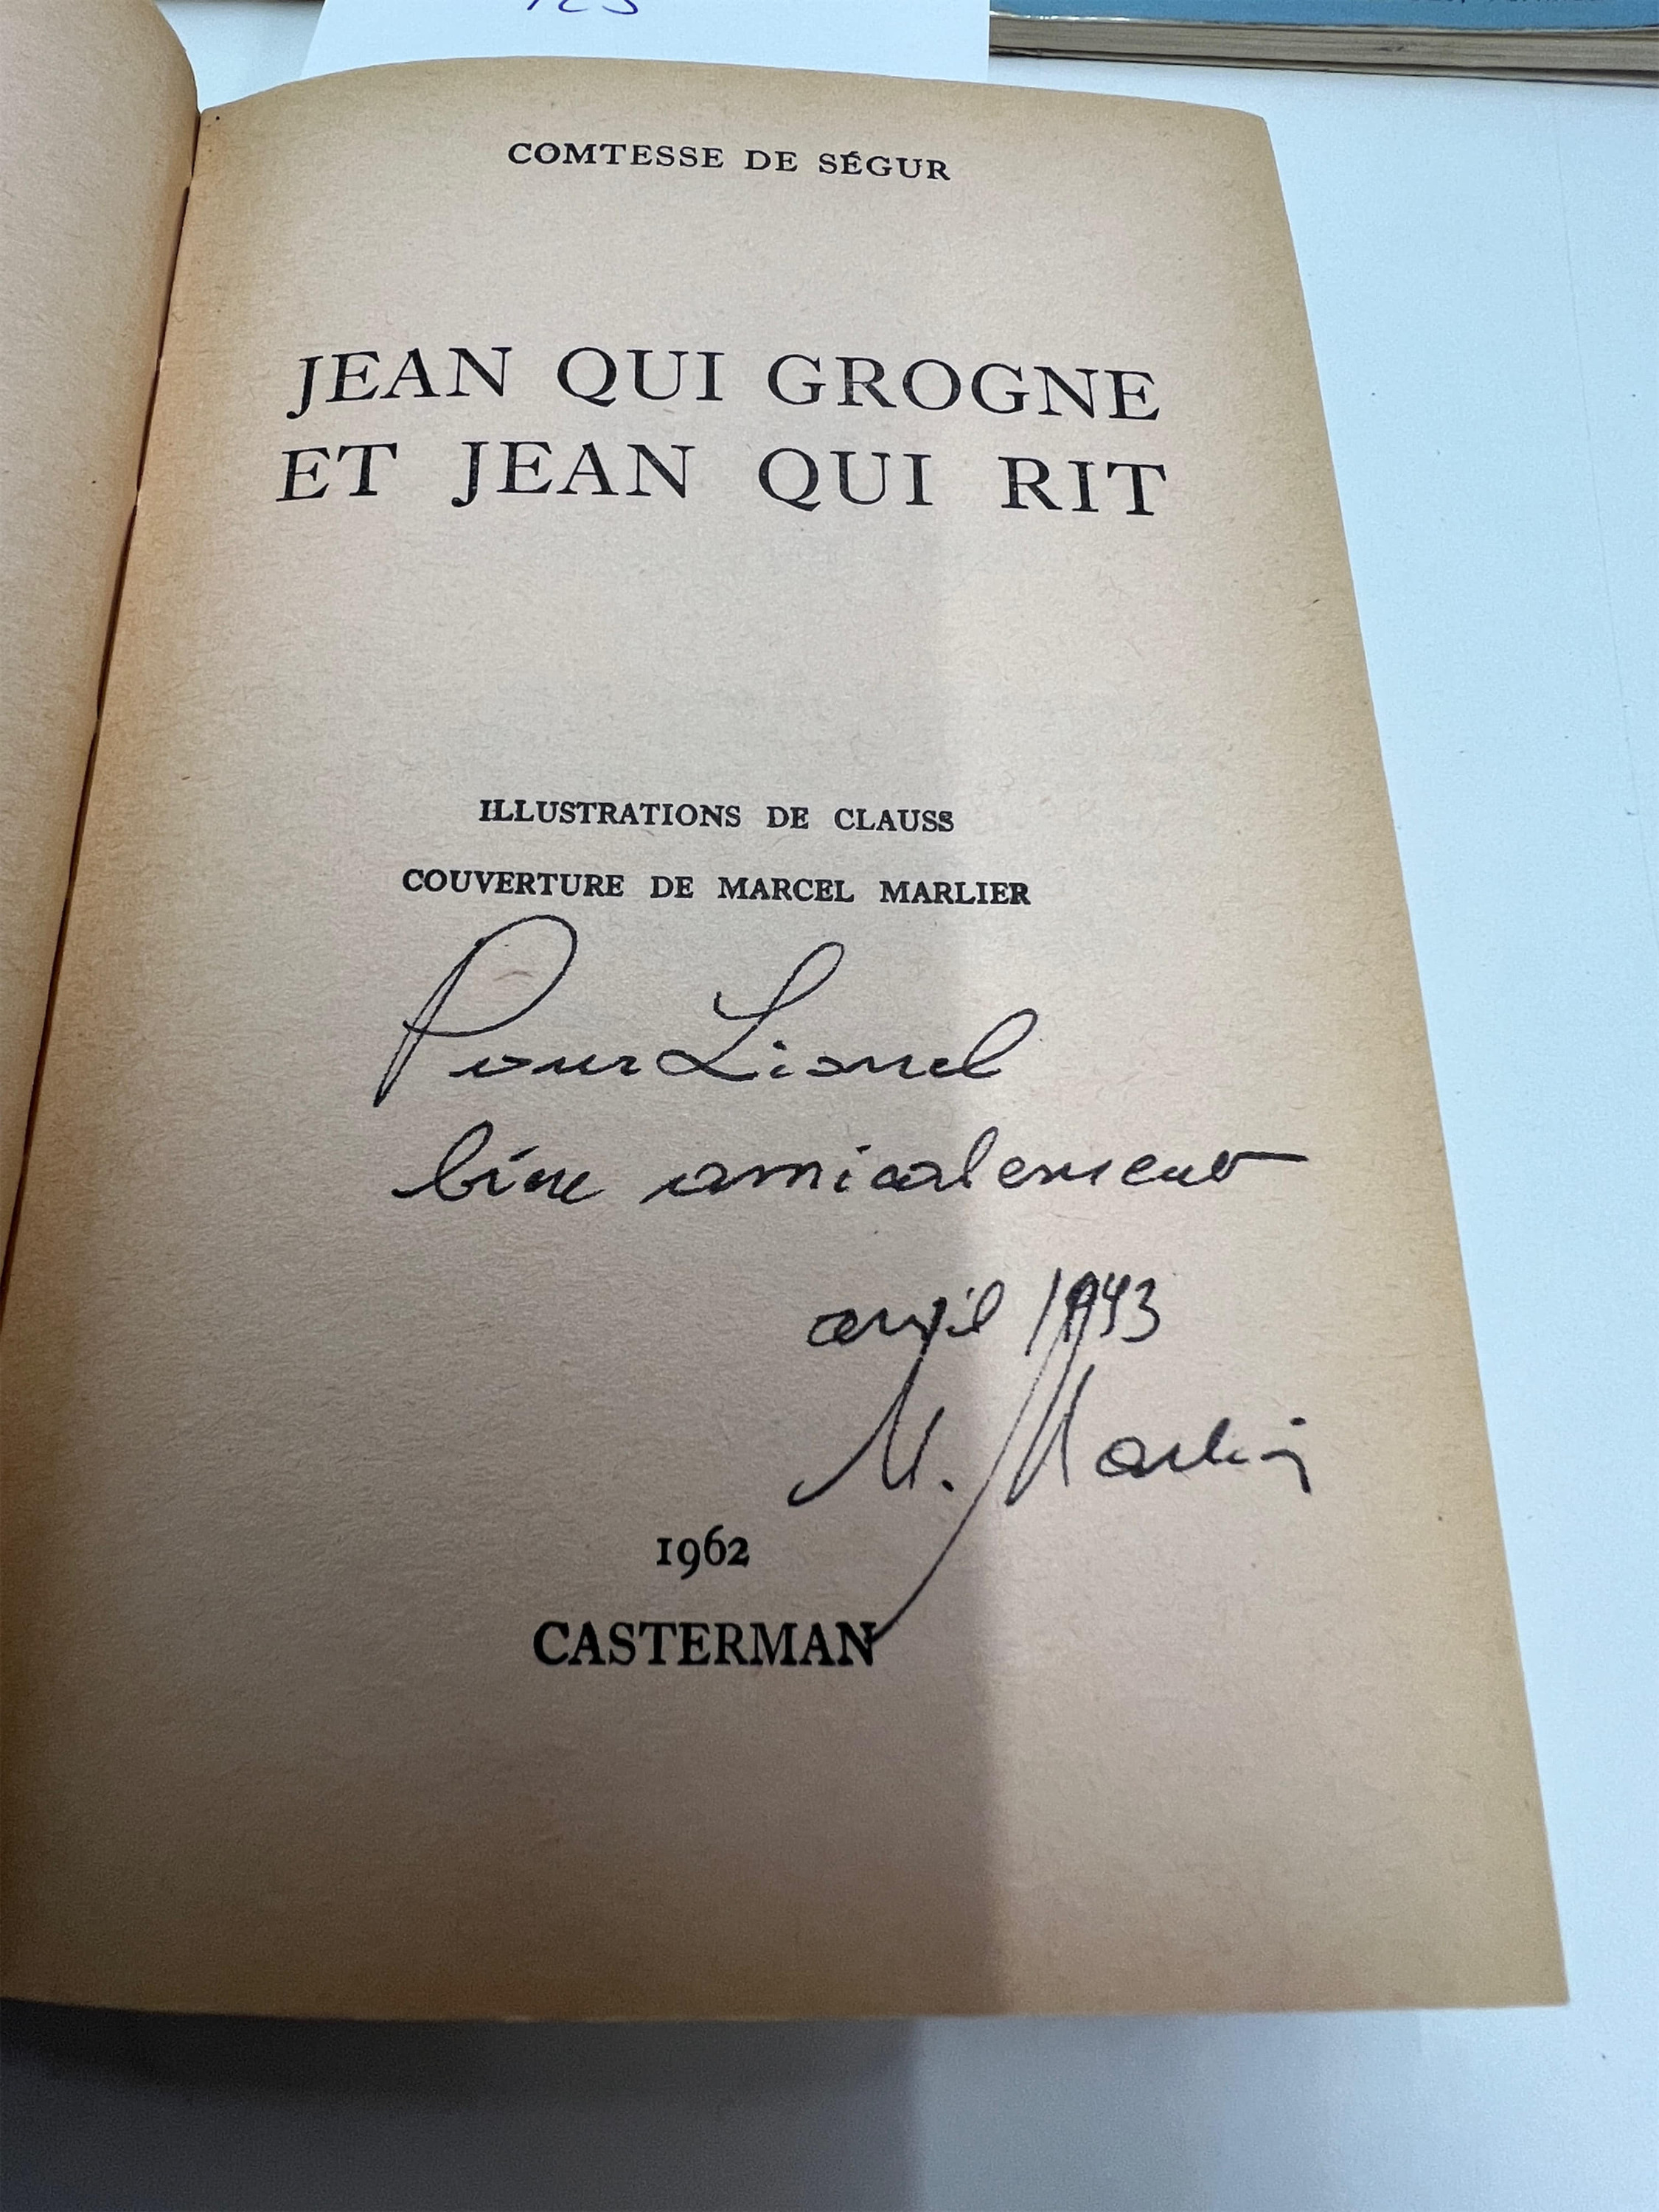 COMTESSE DE SÉGUR
JEAN QUI GROGNE
ET JEAN QUI RIT
ILLUSTRATIONS DE CLAUSS
COUVERTURE DE MARCEL MARLIER
Pour Lionel
bien amicalement
avril 1993
M. Marlier
1962
CASTERMAN